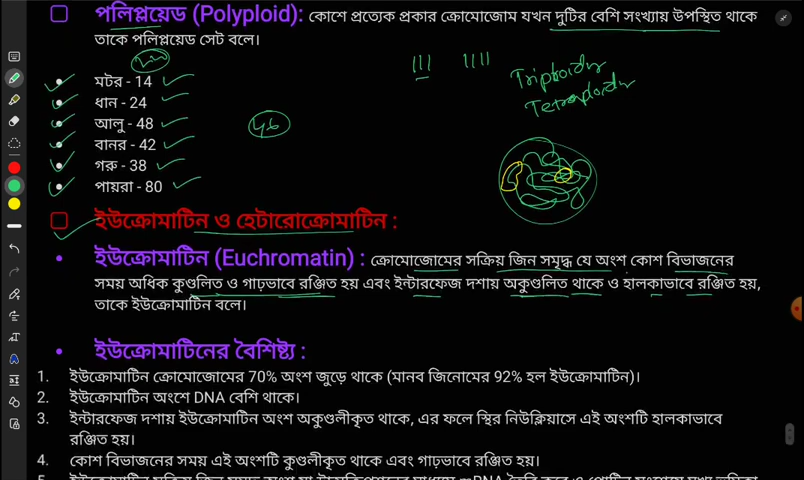 পলিপ্লয়েড (Polyploid): কোশে প্রত্যেক প্রকার ক্রোমোজোম যখন দুটির বেশি সংখ্যায় উপস্থিত থাকে
তাকে পলিপ্লয়েড সেট বলে।
মটর - 14
ধান - 24
আলু - 48
বানর - 42
গরু - 38
পায়রা - 80
46
Triploidy
Tetraploidy
ইউক্রোমাটিন ও হেটারোক্রোমাটিন :
ইউক্রোমাটিন (Euchromatin) : ক্রোমোজোমের সক্রিয় জিন সমৃদ্ধ যে অংশ কোশ বিভাজনের
সময় অধিক কুণ্ডলিত ও গাঢ়ভাবে রঞ্জিত হয় এবং ইন্টারফেজ দশায় অকুণ্ডলিত থাকে ও হালকাভাবে রঞ্জিত হয়,
তাকে ইউক্রোমাটিন বলে।
ইউক্রোমাটিনের বৈশিষ্ট্য :
1. ইউক্রোমাটিন ক্রোমোজোমের 70% অংশ জুড়ে থাকে (মানব জিনোমের 92% হল ইউক্রোমাটিন)।
2. ইউক্রোমাটিন অংশে DNA বেশি থাকে।
3. ইন্টারফেজ দশায় ইউক্রোমাটিন অংশ অকুণ্ডলীকৃত থাকে, এর ফলে স্থির নিউক্লিয়াসে এই অংশটি হালকাভাবে
রঞ্জিত হয়।
4. কোশ বিভাজনের সময় এই অংশটি কুণ্ডলীকৃত থাকে এবং গাঢ়ভাবে রঞ্জিত হয়।